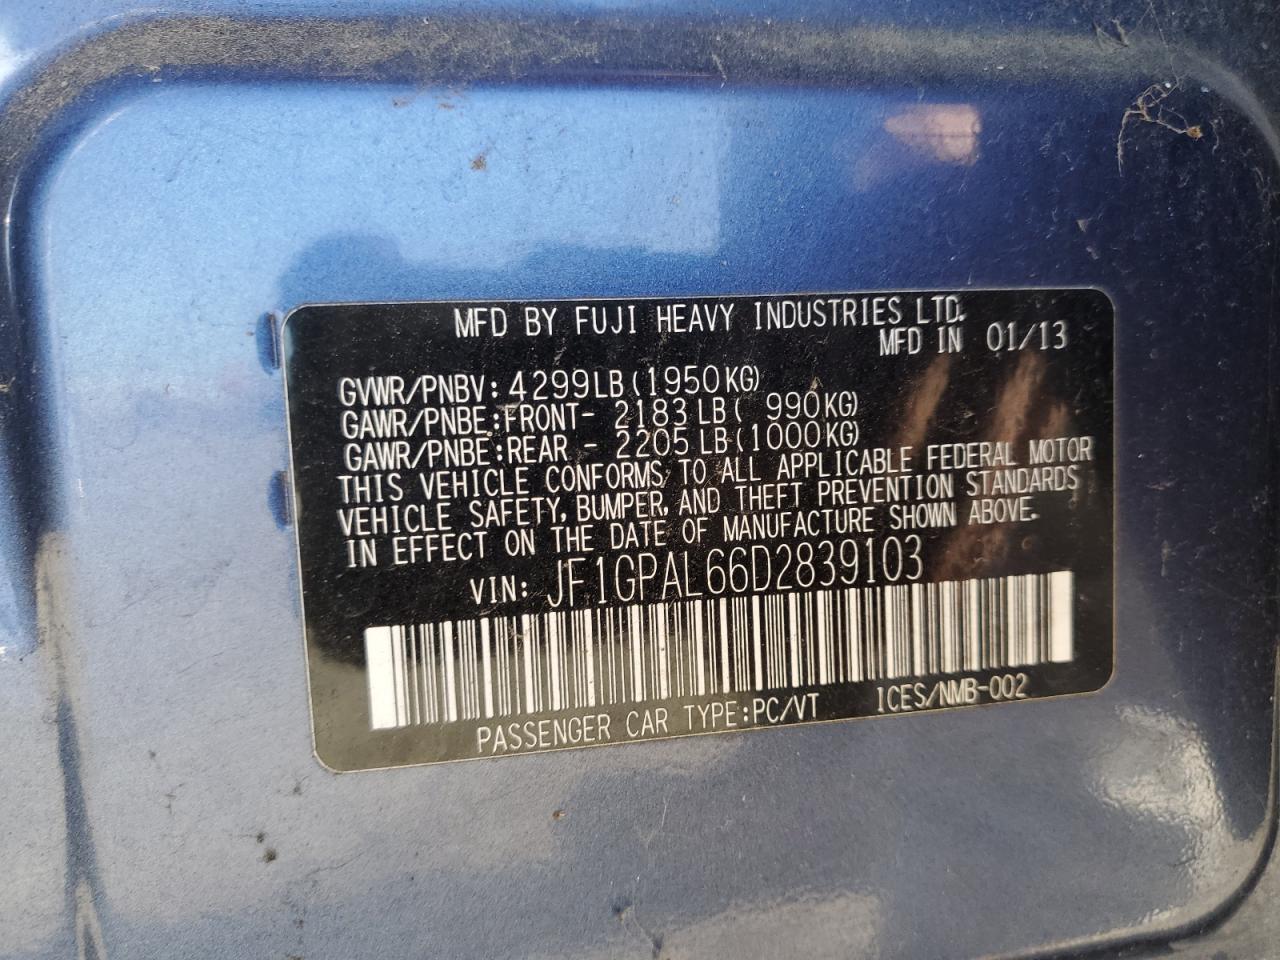 MFD BY FUJI HEAVY INDUSTRIES LTD.
MFD IN 01/13
GVWR/PNBV: 4299LB (1950KG)
GAWR/PNBE:FRONT- 2183LB ( 990KG)
GAWR/PNBE:REAR - 2205LB (1000KG)
THIS VEHICLE CONFORMS TO ALL APPLICABLE FEDERAL MOTOR
VEHICLE SAFETY, BUMPER, AND THEFT PREVENTION STANDARDS
IN EFFECT ON THE DATE OF MANUFACTURE SHOWN ABOVE.
VIN: JF1GPAL66D2839103
PASSENGER CAR TYPE:PC/VT ICES/NMB-002